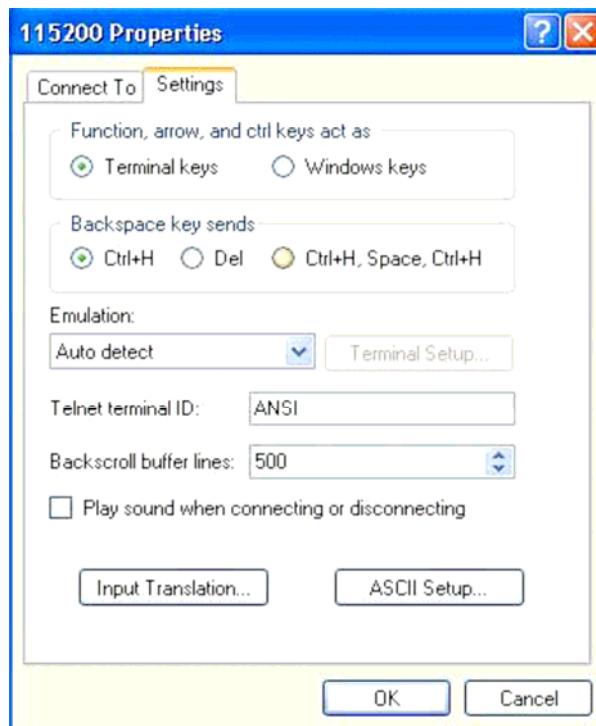 115200 Properties
Connect To Settings
Function, arrow, and ctrl keys act as
Terminal keys Windows keys
Backspace key sends
Ctrl+H Del Ctrl+H, Space, Ctrl+H
Emulation:
Auto detect Terminal Setup...
Telnet terminal ID: ANSI
Backscroll buffer lines: 500
Play sound when connecting or disconnecting
Input Translation... ASCII Setup...
OK Cancel